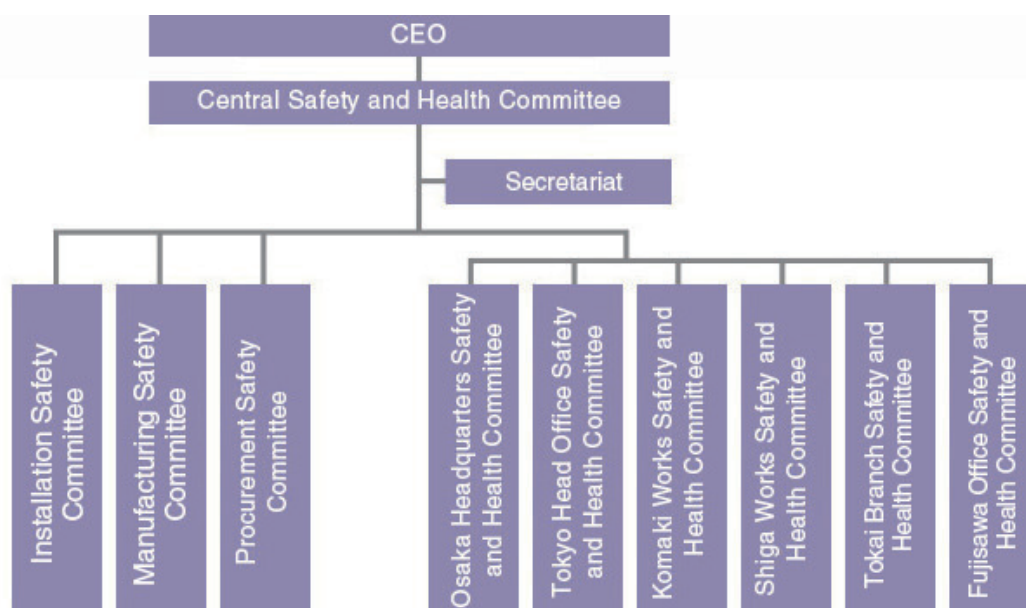 CEO
Central Safety and Health Committee
Secretariat
Installation Safety
Committee
Manufacturing Safety
Committee
Procurement Safety
Committee
Osaka Headquarters Safety
and Health Committee
Tokyo Head Office Safety
and Health Committee
Komaki Works Safety and
Health Committee
Shiga Works Safety and
Health Committee
Tokai Branch Safety and
Health Committee
Fujisawa Office Safety and
Health Committee